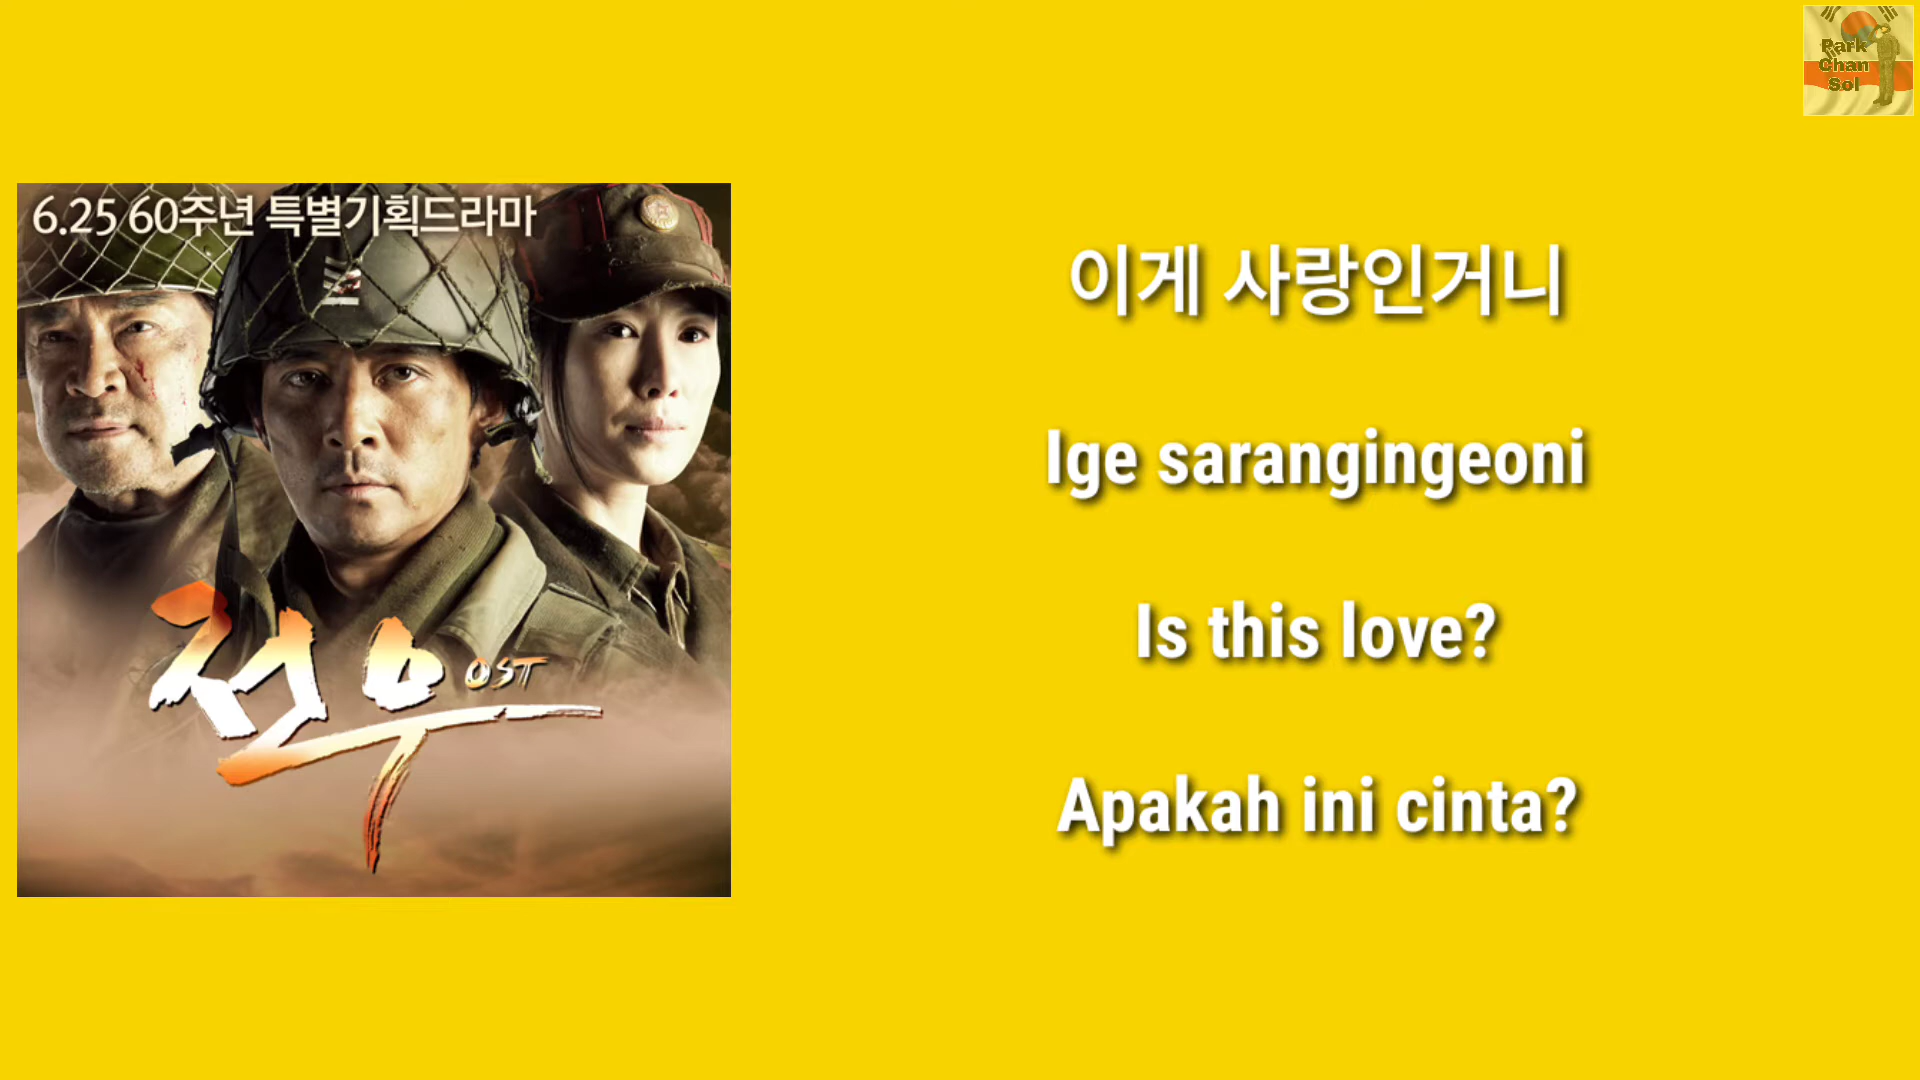 6.25 60주년 특별기획드라마
전우 OST
이게 사랑인거니
Ige sarangingeoni
Is this love?
Apakah ini cinta?
Park
Chan
Sol